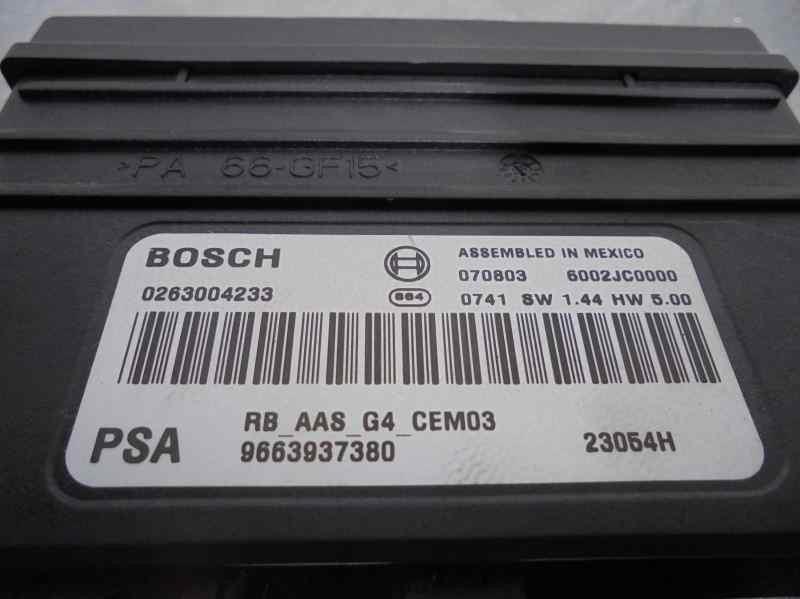 >PA 66-GF15<
BOSCH
ASSEMBLED IN MEXICO
070803 6002JC0000
0263004233
864 0741 SW 1.44 HW 5.00
PSA
RB_AAS_G4_CEM03
9663937380
23054H